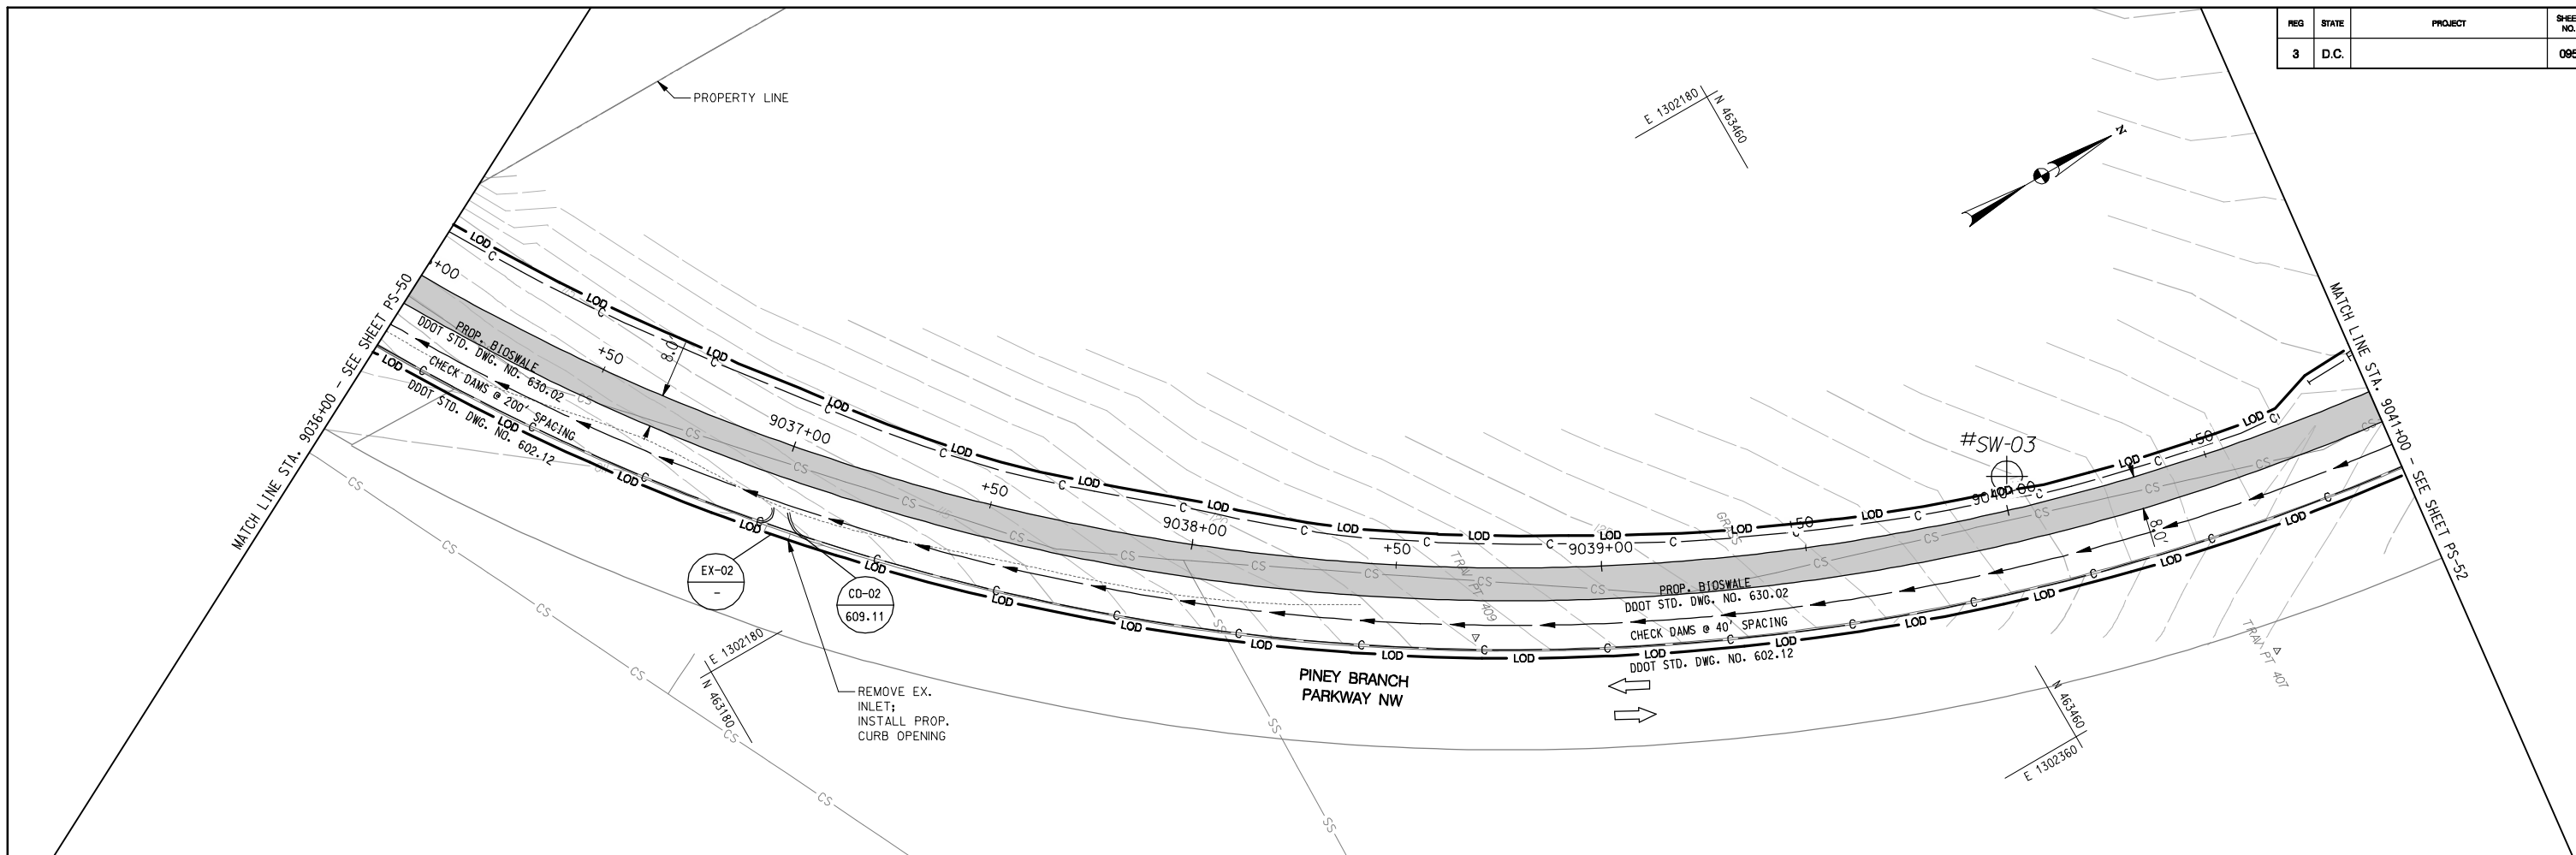 REG STATE PROJECT
3 D.C.
PROPERTY LINE
E 1302180
N 463460
N
MATCH LINE STA. 9036+00 - SEE SHEET PS-50
MATCH LINE STA. 9041+00 - SEE SHEET PS-52
+00
+50
9037+00
+50
9038+00
+50
9039+00
+50
+50
8.0'
8.0'
#SW-03
PROP. BIOSWALE
DDOT STD. DWG. NO. 630.02
CHECK DAMS @ 200' SPACING
DDOT STD. DWG. NO. 602.12
PROP. BIOSWALE
DDOT STD. DWG. NO. 630.02
CHECK DAMS @ 40' SPACING
DDOT STD. DWG. NO. 602.12
LOD
C
CS
SS
GRASS
TRAV PT 409
TRAV PT 407
EX-02
-
CD-02
609.11
REMOVE EX.
INLET;
INSTALL PROP.
CURB OPENING
E 1302180
N 463180
PINEY BRANCH
PARKWAY NW
N 463460
E 1302360